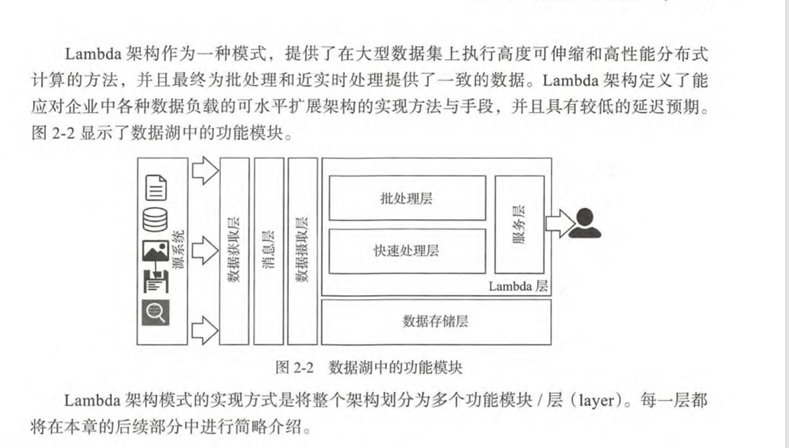 Lambda 架构作为一种模式，提供了在大型数据集上执行高度可伸缩和高性能分布式
计算的方法，并且最终为批处理和近实时处理提供了一致的数据。Lambda 架构定义了能
应对企业中各种数据负载的可水平扩展架构的实现方法与手段，并且具有较低的延迟预期。
图 2-2 显示了数据湖中的功能模块。
源系统
数据获取层
消息层
数据摄取层
批处理层
快速处理层
服务层
Lambda 层
数据存储层
图 2-2 数据湖中的功能模块
Lambda 架构模式的实现方式是将整个架构划分为多个功能模块 / 层（layer）。每一层都
将在本章的后续部分中进行简略介绍。